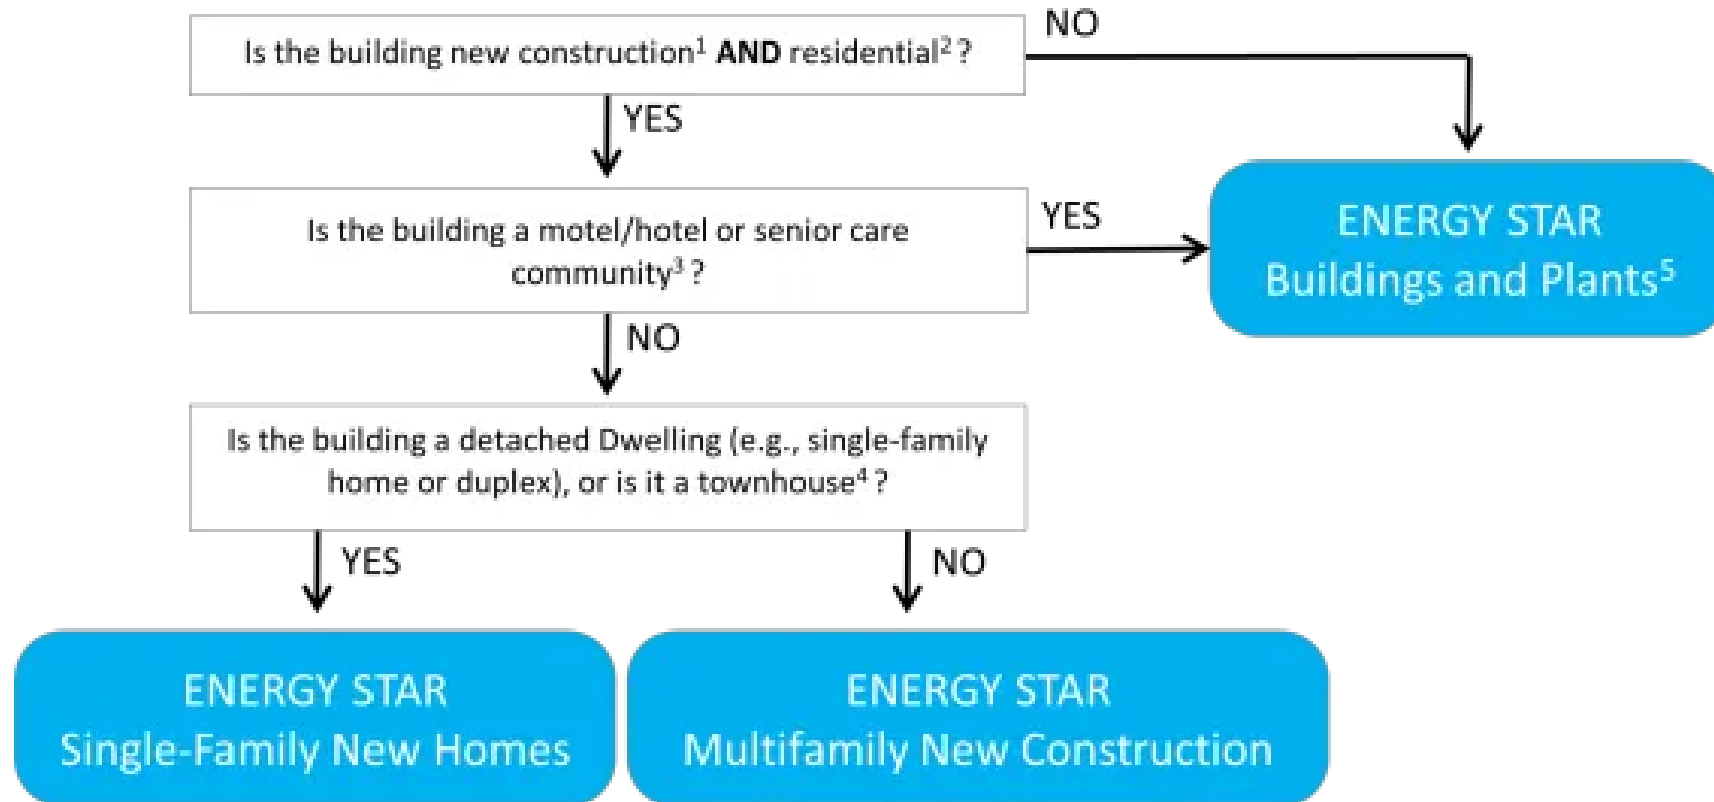 Is the building new construction¹ AND residential²?
NO
YES
Is the building a motel/hotel or senior care
community³?
YES
ENERGY STAR
Buildings and Plants⁵
NO
Is the building a detached Dwelling (e.g., single-family
home or duplex), or is it a townhouse⁴?
YES
NO
ENERGY STAR
Single-Family New Homes
ENERGY STAR
Multifamily New Construction